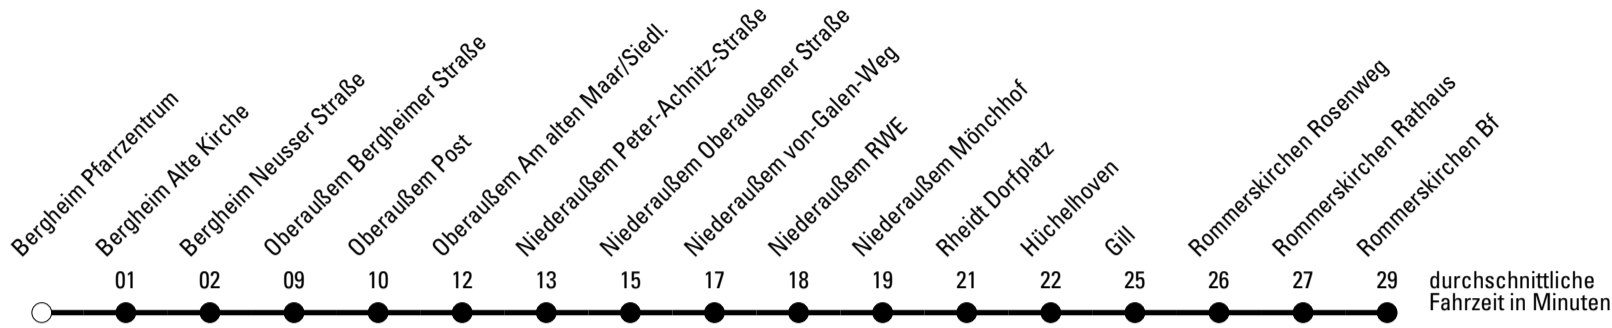 Bergheim Pfarrzentrum
Bergheim Alte Kirche
Bergheim Neusser Straße
Oberaußem Bergheimer Straße
Oberaußem Post
Oberaußem Am alten Maar/Siedl.
Niederaußem Peter-Achnitz-Straße
Niederaußem Oberaußemer Straße
Niederaußem von-Galen-Weg
Niederaußem RWE
Niederaußem Mönchhof
Rheidt Dorfplatz
Hüchelhoven
Gill
Rommerskirchen Rosenweg
Rommerskirchen Rathaus
Rommerskirchen Bf
01 02 09 10 12 13 15 17 18 19 21 22 25 26 27 29 durchschnittliche
Fahrzeit in Minuten